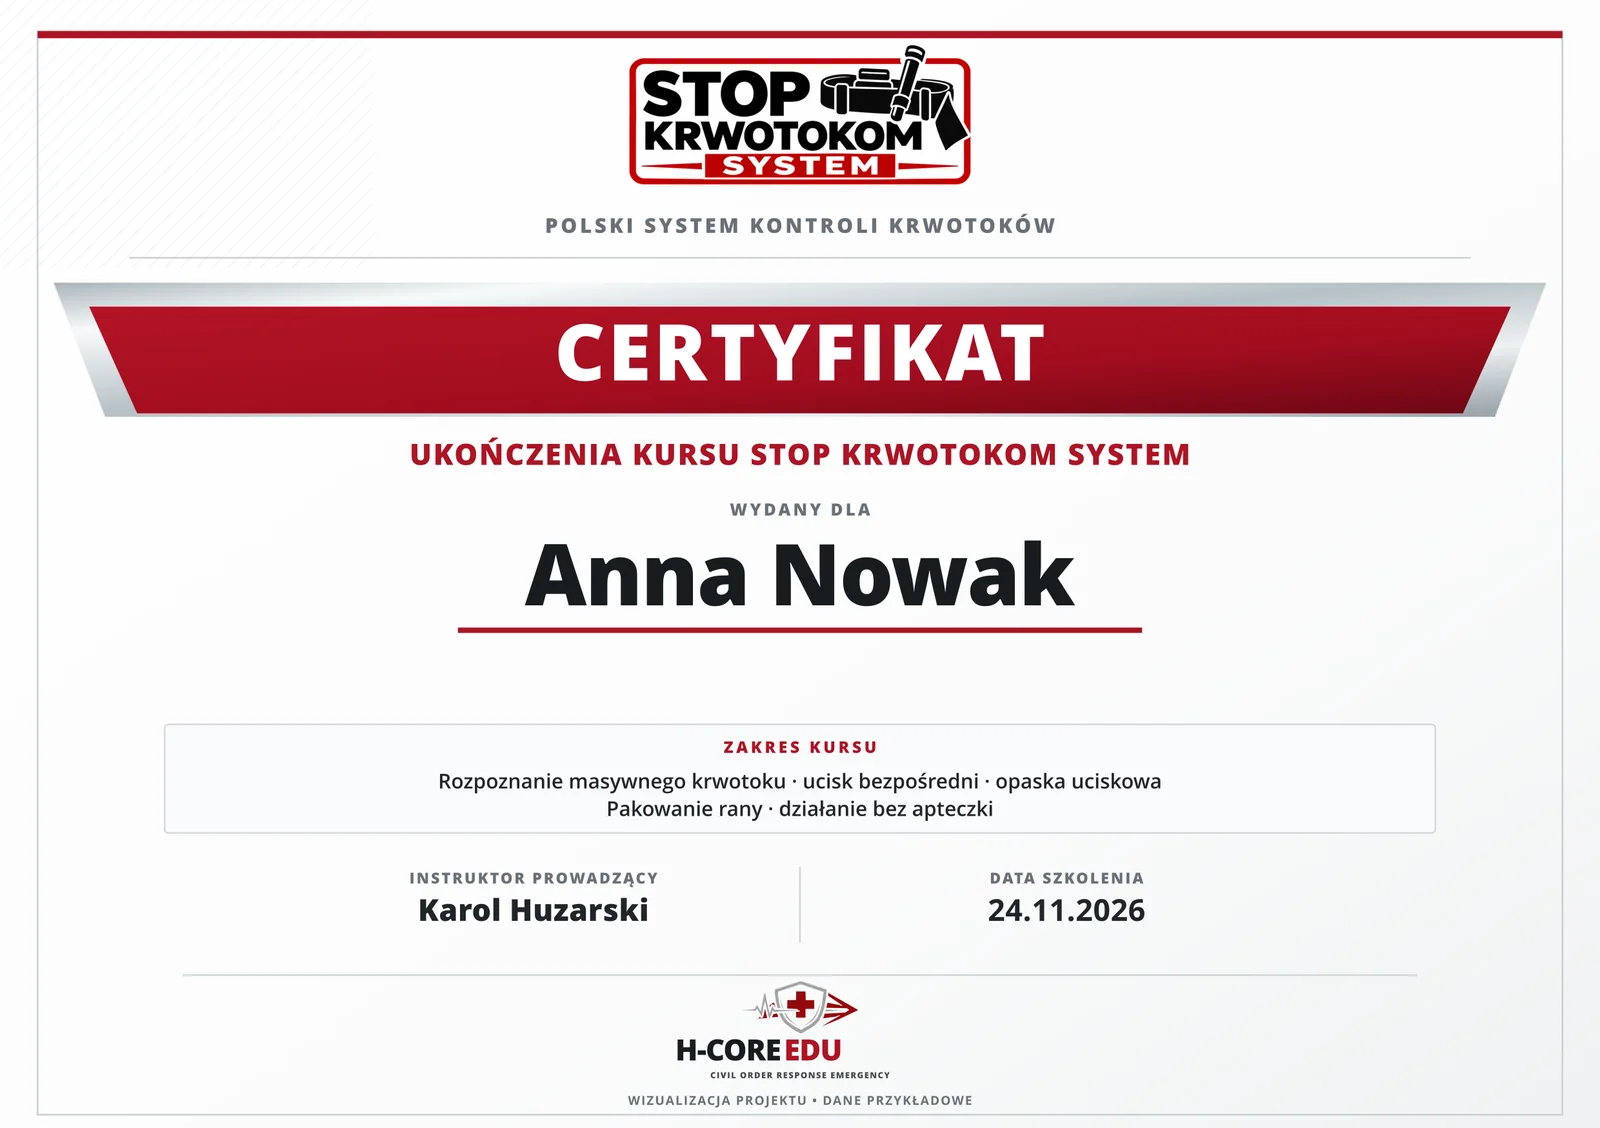 STOP
KRWOTOKOM
SYSTEM
POLSKI SYSTEM KONTROLI KRWOTOKÓW
CERTYFIKAT
UKOŃCZENIA KURSU STOP KRWOTOKOM SYSTEM
WYDANY DLA
Anna Nowak
ZAKRES KURSU
Rozpoznanie masywnego krwotoku · ucisk bezpośredni · opaska uciskowa
Pakowanie rany · działanie bez apteczki
INSTRUKTOR PROWADZĄCY
Karol Huzarski
DATA SZKOLENIA
24.11.2026
H-CORE EDU
CIVIL ORDER RESPONSE EMERGENCY
WIZUALIZACJA PROJEKTU • DANE PRZYKŁADOWE